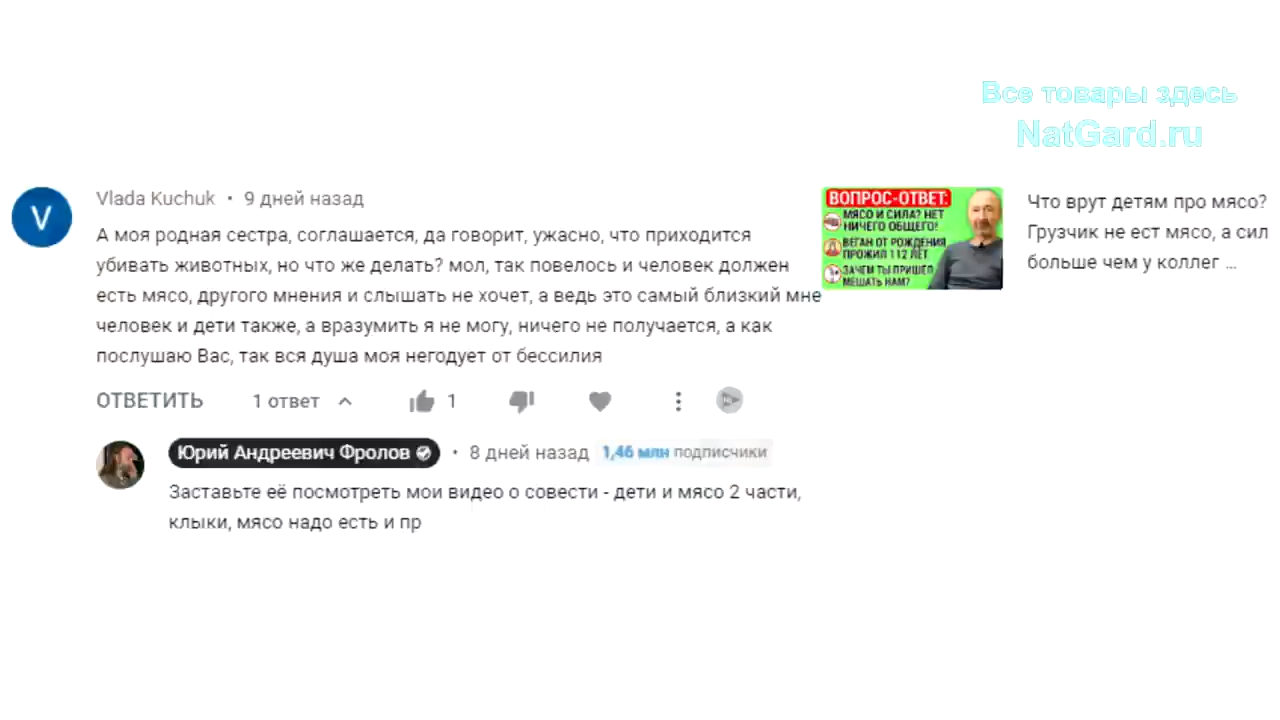 Все товары здесь
NatGard.ru
V
Vlada Kuchuk • 9 дней назад
А моя родная сестра, соглашается, да говорит, ужасно, что приходится
убивать животных, но что же делать? мол, так повелось и человек должен
есть мясо, другого мнения и слышать не хочет, а ведь это самый близкий мне
человек и дети также, а вразумить я не могу, ничего не получается, а как
послушаю Вас, так вся душа моя негодует от бессилия
ОТВЕТИТЬ 1 ответ 1
Юрий Андреевич Фролов • 8 дней назад 1,46 млн подписчики
Заставьте её посмотреть мои видео о совести - дети и мясо 2 части,
клыки, мясо надо есть и пр
ВОПРОС-ОТВЕТ:
МЯСО И СИЛА? НЕТ
НИЧЕГО ОБЩЕГО!
ВЕГАН ОТ РОЖДЕНИЯ
ПРОЖИЛ 112 ЛЕТ
ЗАЧЕМ ТЫ ПРИШЕЛ
МЕШАТЬ НАМ?
Что врут детям про мясо?
Грузчик не ест мясо, а сил
больше чем у коллег ...